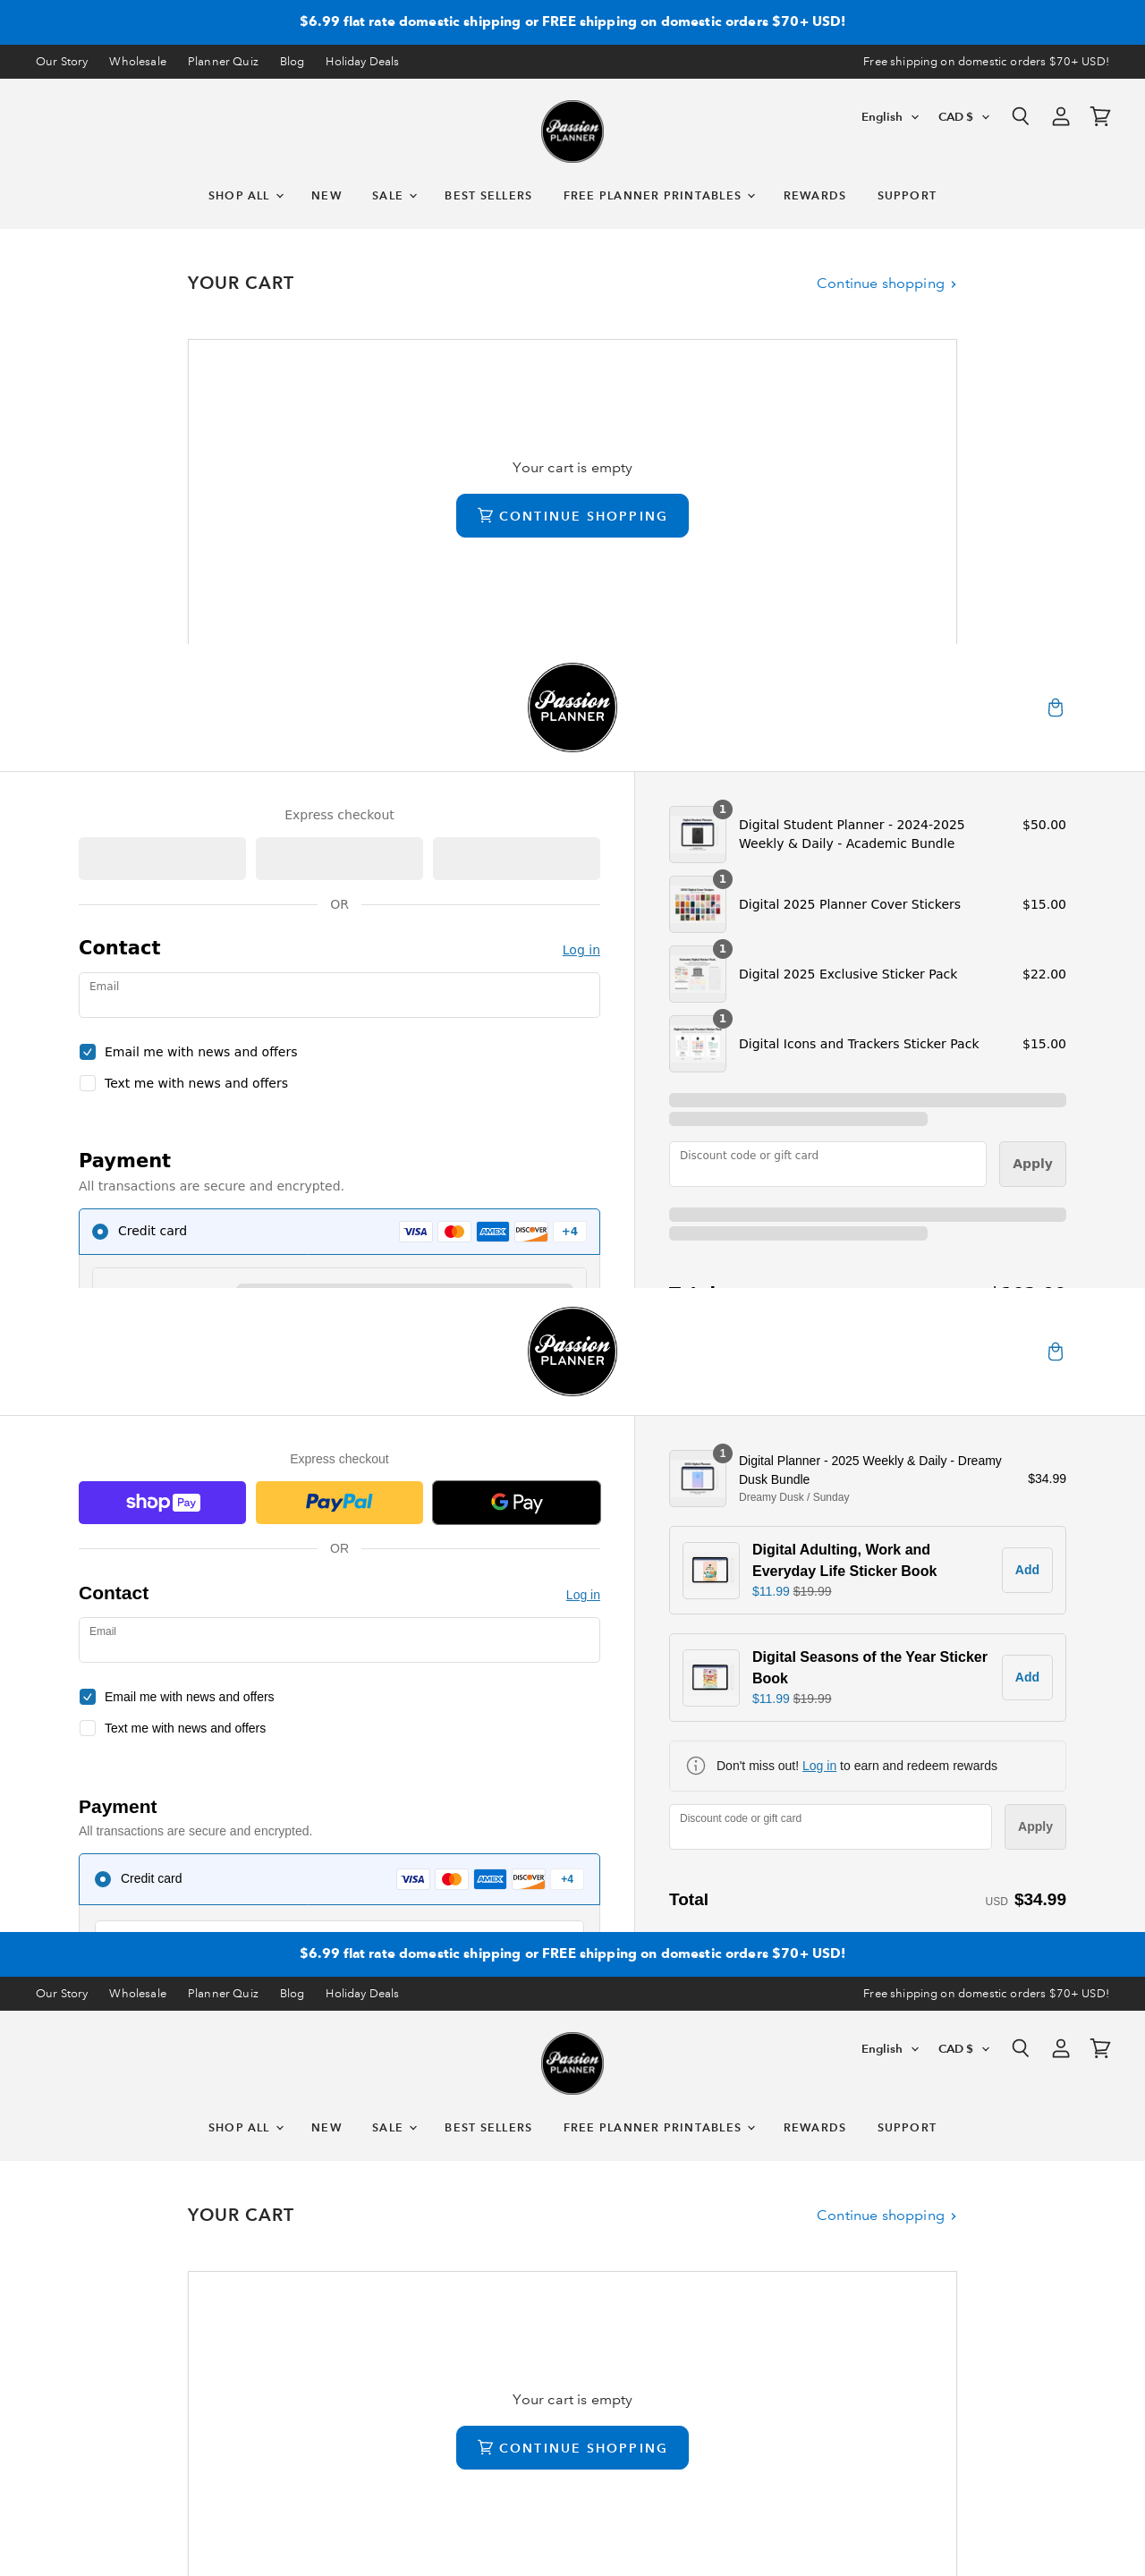 $6.99 flat rate domestic shipping or FREE shipping on domestic orders $70+ USD!
Our Story Wholesale Planner Quiz Blog Holiday Deals Free shipping on domestic orders $70+ USD!
Passion PLANNER
English CAD $
SHOP ALL NEW SALE BEST SELLERS FREE PLANNER PRINTABLES REWARDS SUPPORT
YOUR CART Continue shopping
Your cart is empty
CONTINUE SHOPPING
Passion
PLANNER
Express checkout
OR
Contact Log in
Email
Email me with news and offers
Text me with news and offers
Payment
All transactions are secure and encrypted.
Credit card VISA AMEX DISCOVER +4
1
Digital Student Planner - 2024-2025
Weekly & Daily - Academic Bundle
$50.00
1
Digital 2025 Planner Cover Stickers $15.00
1
Digital 2025 Exclusive Sticker Pack $22.00
1
Digital Icons and Trackers Sticker Pack $15.00
Discount code or gift card Apply
Passion
PLANNER
Express checkout
shop Pay PayPal G Pay
OR
Contact Log in
Email
Email me with news and offers
Text me with news and offers
Payment
All transactions are secure and encrypted.
Credit card VISA AMEX DISCOVER +4
1
Digital Planner - 2025 Weekly & Daily - Dreamy
Dusk Bundle
Dreamy Dusk / Sunday
$34.99
Digital Adulting, Work and
Everyday Life Sticker Book
$11.99 $19.99
Add
Digital Seasons of the Year Sticker
Book
$11.99 $19.99
Add
Don't miss out! Log in to earn and redeem rewards
Discount code or gift card Apply
Total USD $34.99
$6.99 flat rate domestic shipping or FREE shipping on domestic orders $70+ USD!
Our Story Wholesale Planner Quiz Blog Holiday Deals Free shipping on domestic orders $70+ USD!
Passion PLANNER
English CAD $
SHOP ALL NEW SALE BEST SELLERS FREE PLANNER PRINTABLES REWARDS SUPPORT
YOUR CART Continue shopping
Your cart is empty
CONTINUE SHOPPING